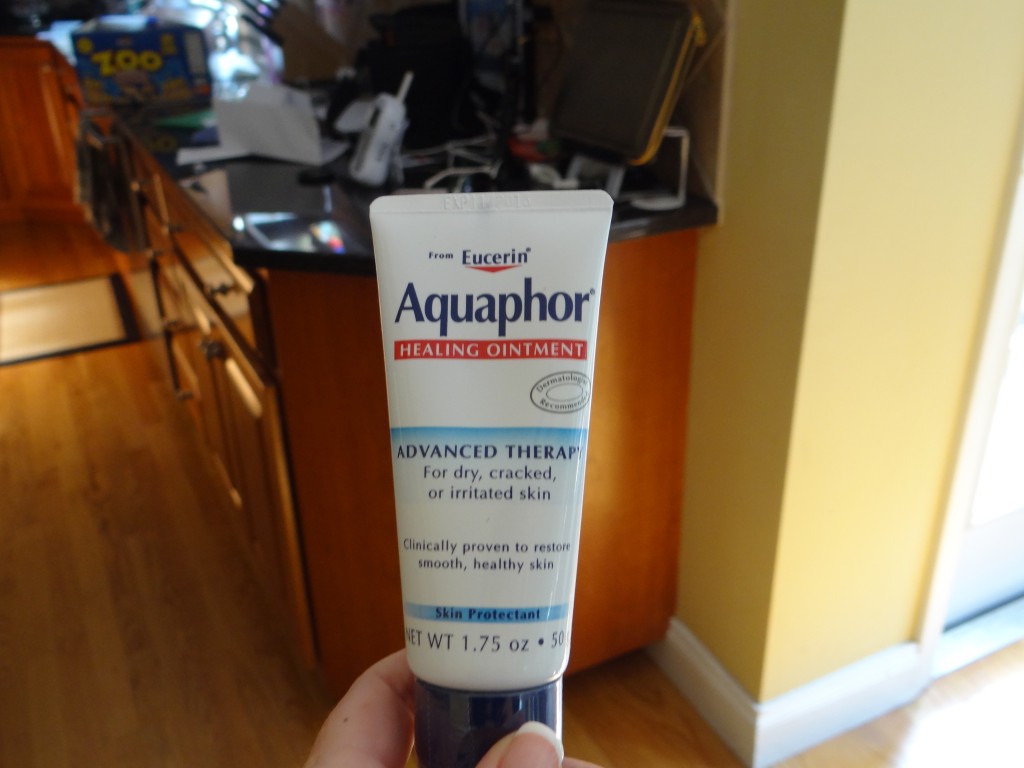 ZOO
From Eucerin®
Aquaphor®
HEALING OINTMENT
Dermatologist
Recommended
ADVANCED THERAPY
For dry, cracked,
or irritated skin
Clinically proven to restore
smooth, healthy skin
Skin Protectant
NET WT 1.75 oz • 50